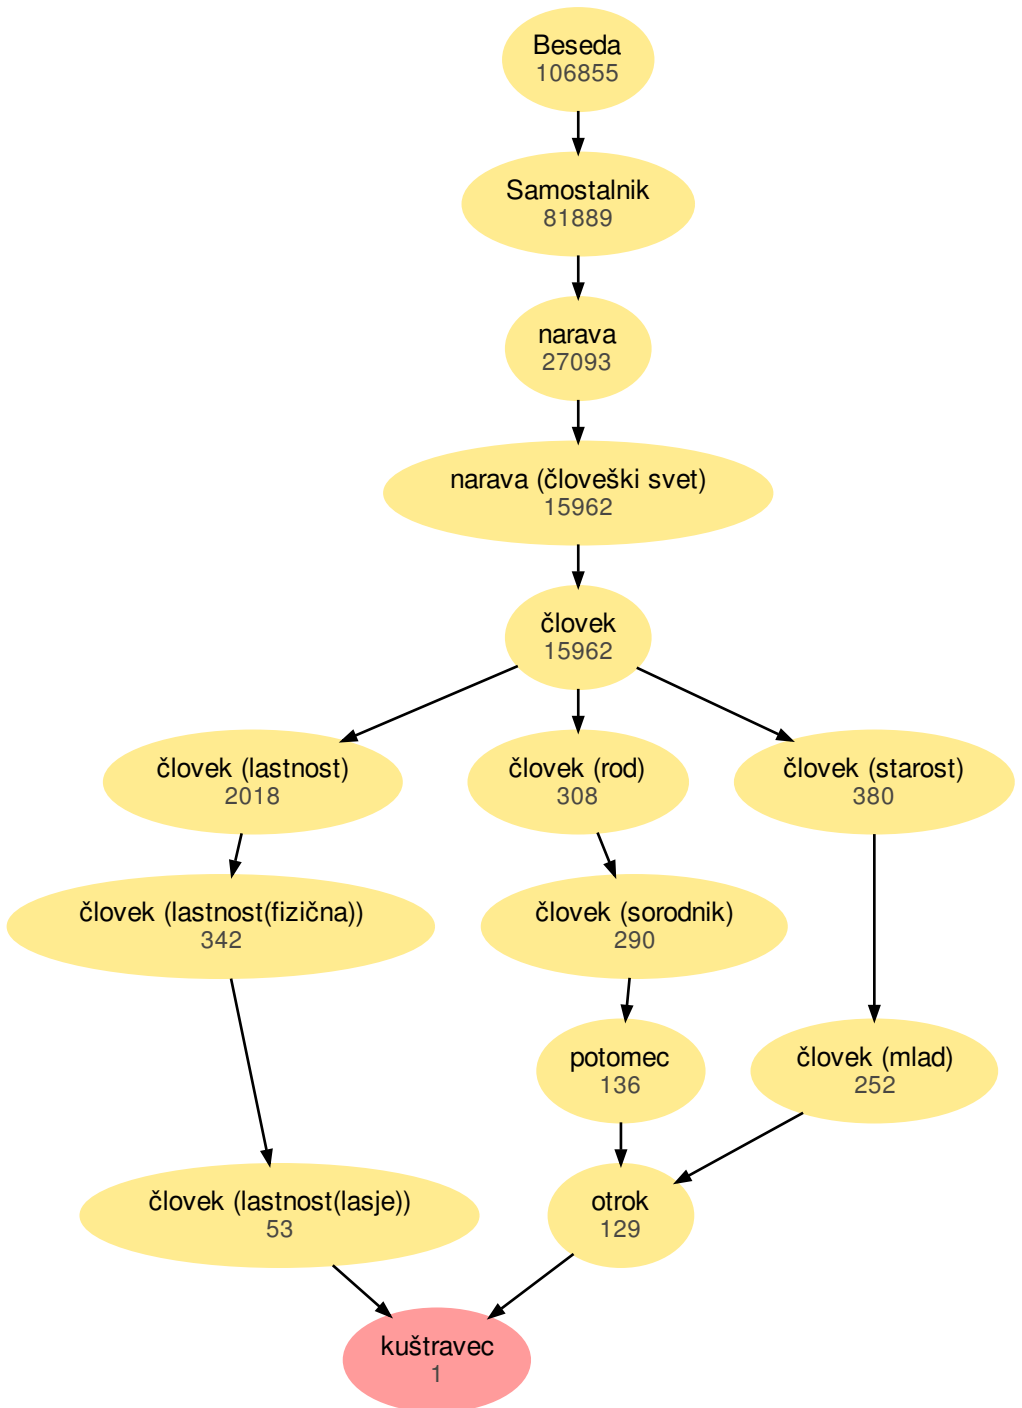 Beseda
106855
Samostalnik
81889
narava
27093
narava (človeški svet)
15962
človek
15962
človek (lastnost)
2018
človek (rod)
308
človek (starost)
380
človek (lastnost(fizična))
342
človek (sorodnik)
290
potomec
136
človek (mlad)
252
človek (lastnost(lasje))
53
otrok
129
kuštravec
1